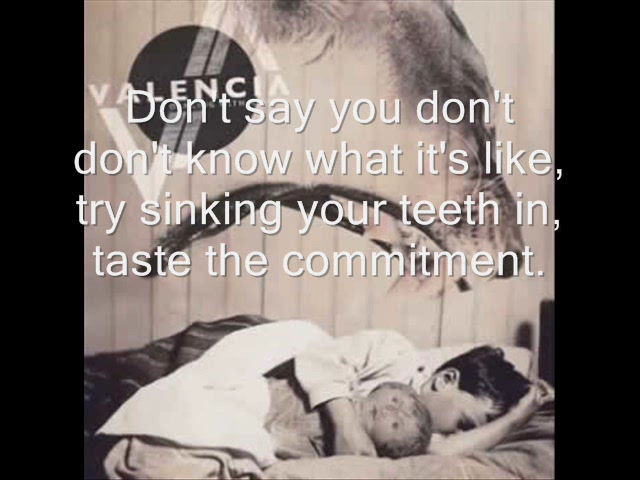 VALENCIA
Don't say you don't
don't know what it's like,
try sinking your teeth in,
taste the commitment.